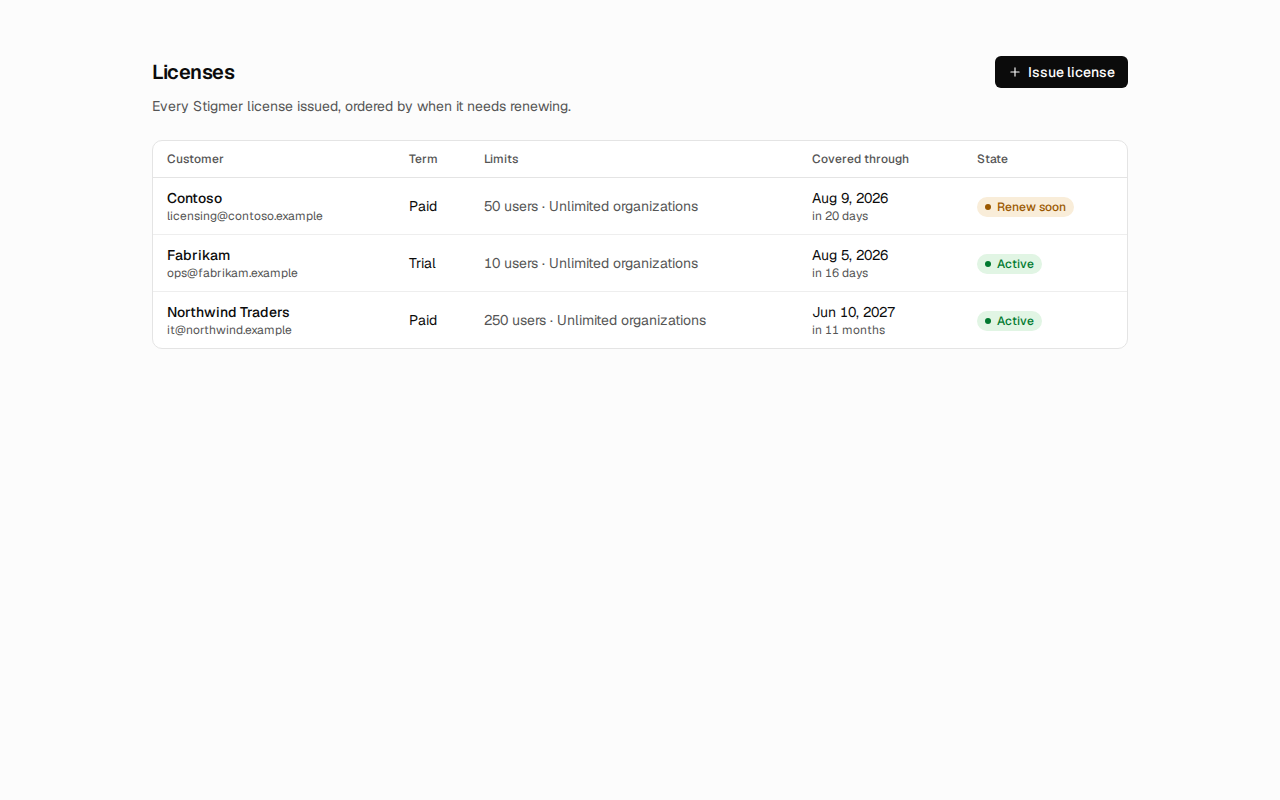 Licenses
+ Issue license
Every Stigmer license issued, ordered by when it needs renewing.
Customer Term Limits Covered through State
Contoso
licensing@contoso.example
Paid
50 users · Unlimited organizations
Aug 9, 2026
in 20 days
Renew soon
Fabrikam
ops@fabrikam.example
Trial
10 users · Unlimited organizations
Aug 5, 2026
in 16 days
Active
Northwind Traders
it@northwind.example
Paid
250 users · Unlimited organizations
Jun 10, 2027
in 11 months
Active